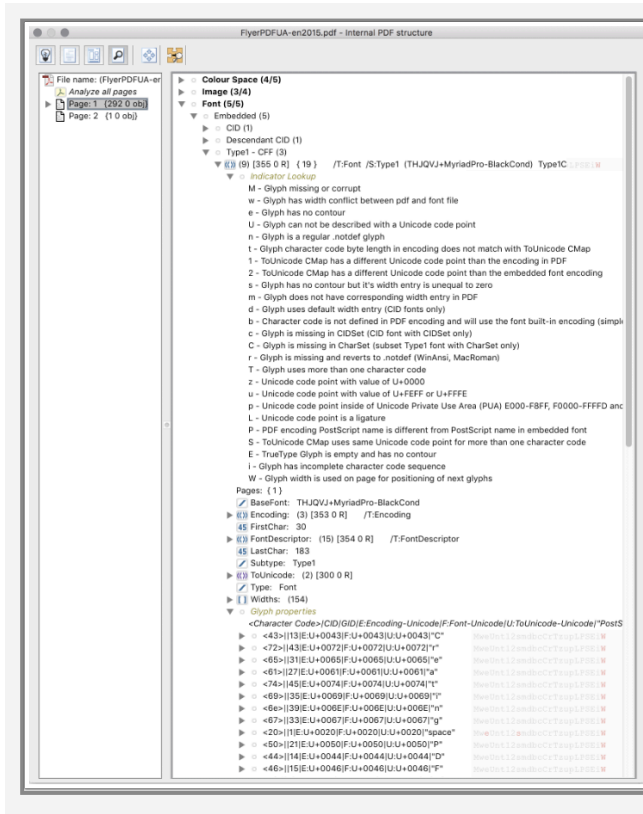 FlyerPDFUA-en2015.pdf - Internal PDF structure
File name: (FlyerPDFUA-er
Analyze all pages
Page: 1 {292 0 obj}
Page: 2 {1 0 obj}
Colour Space (4/5)
Image (3/4)
Font (5/5)
Embedded (5)
CID (1)
Descendant CID (1)
Type1 - CFF (3)
(9) [355 0 R] {19} /T:Font /S:Type1 (THJQVJ+MyriadPro-BlackCond) Type1C
Indicator Lookup
M - Glyph missing or corrupt
w - Glyph has width conflict between pdf and font file
e - Glyph has no contour
U - Glyph can not be described with a Unicode code point
n - Glyph is a regular .notdef glyph
t - Glyph character code byte length in encoding does not match with ToUnicode CMap
1 - ToUnicode CMap has a different Unicode code point than the encoding in PDF
2 - ToUnicode CMap has a different Unicode code point than the embedded font encoding
s - Glyph has no contour but it's width entry is unequal to zero
m - Glyph does not have corresponding width entry in PDF
d - Glyph uses default width entry (CID fonts only)
b - Character code is not defined in PDF encoding and will use the font built-in encoding (simple
c - Glyph is missing in CIDSet (CID font with CIDSet only)
C - Glyph is missing in CharSet (subset Type1 font with CharSet only)
r - Glyph is missing and reverts to .notdef (WinAnsi, MacRoman)
T - Glyph uses more than one character code
z - Unicode code point with value of U+0000
u - Unicode code point with value of U+FEFF or U+FFFE
p - Unicode code point inside of Unicode Private Use Area (PUA) E000-F8FF, F0000-FFFFD and
L - Unicode code point is a ligature
P - PDF encoding PostScript name is different from PostScript name in embedded font
S - ToUnicode CMap uses same Unicode code point for more than one character code
E - TrueType Glyph is empty and has no contour
i - Glyph has incomplete character code sequence
W - Glyph width is used on page for positioning of next glyphs
Pages: {1}
BaseFont: THJQVJ+MyriadPro-BlackCond
Encoding: (3) [353 0 R] /T:Encoding
45 FirstChar: 30
FontDescriptor: (15) [354 0 R] /T:FontDescriptor
45 LastChar: 183
Subtype: Type1
ToUnicode: (2) [300 0 R]
Type: Font
Widths: (154)
Glyph properties
<Character Code>|CID|GID|E:Encoding-Unicode|F:Font-Unicode|U:ToUnicode-Unicode|"PostS
<43>||13|E:U+0043|F:U+0043|U:U+0043|"C"
<72>||43|E:U+0072|F:U+0072|U:U+0072|"r"
<65>||31|E:U+0065|F:U+0065|U:U+0065|"e"
<61>||27|E:U+0061|F:U+0061|U:U+0061|"a"
<74>||45|E:U+0074|F:U+0074|U:U+0074|"t"
<69>||35|E:U+0069|F:U+0069|U:U+0069|"i"
<6e>||39|E:U+006E|F:U+006E|U:U+006E|"n"
<67>||33|E:U+0067|F:U+0067|U:U+0067|"g"
<20>||1|E:U+0020|F:U+0020|U:U+0020|"space"
<50>||21|E:U+0050|F:U+0050|U:U+0050|"P"
<44>||14|E:U+0044|F:U+0044|U:U+0044|"D"
<46>||15|E:U+0046|F:U+0046|U:U+0046|"F"